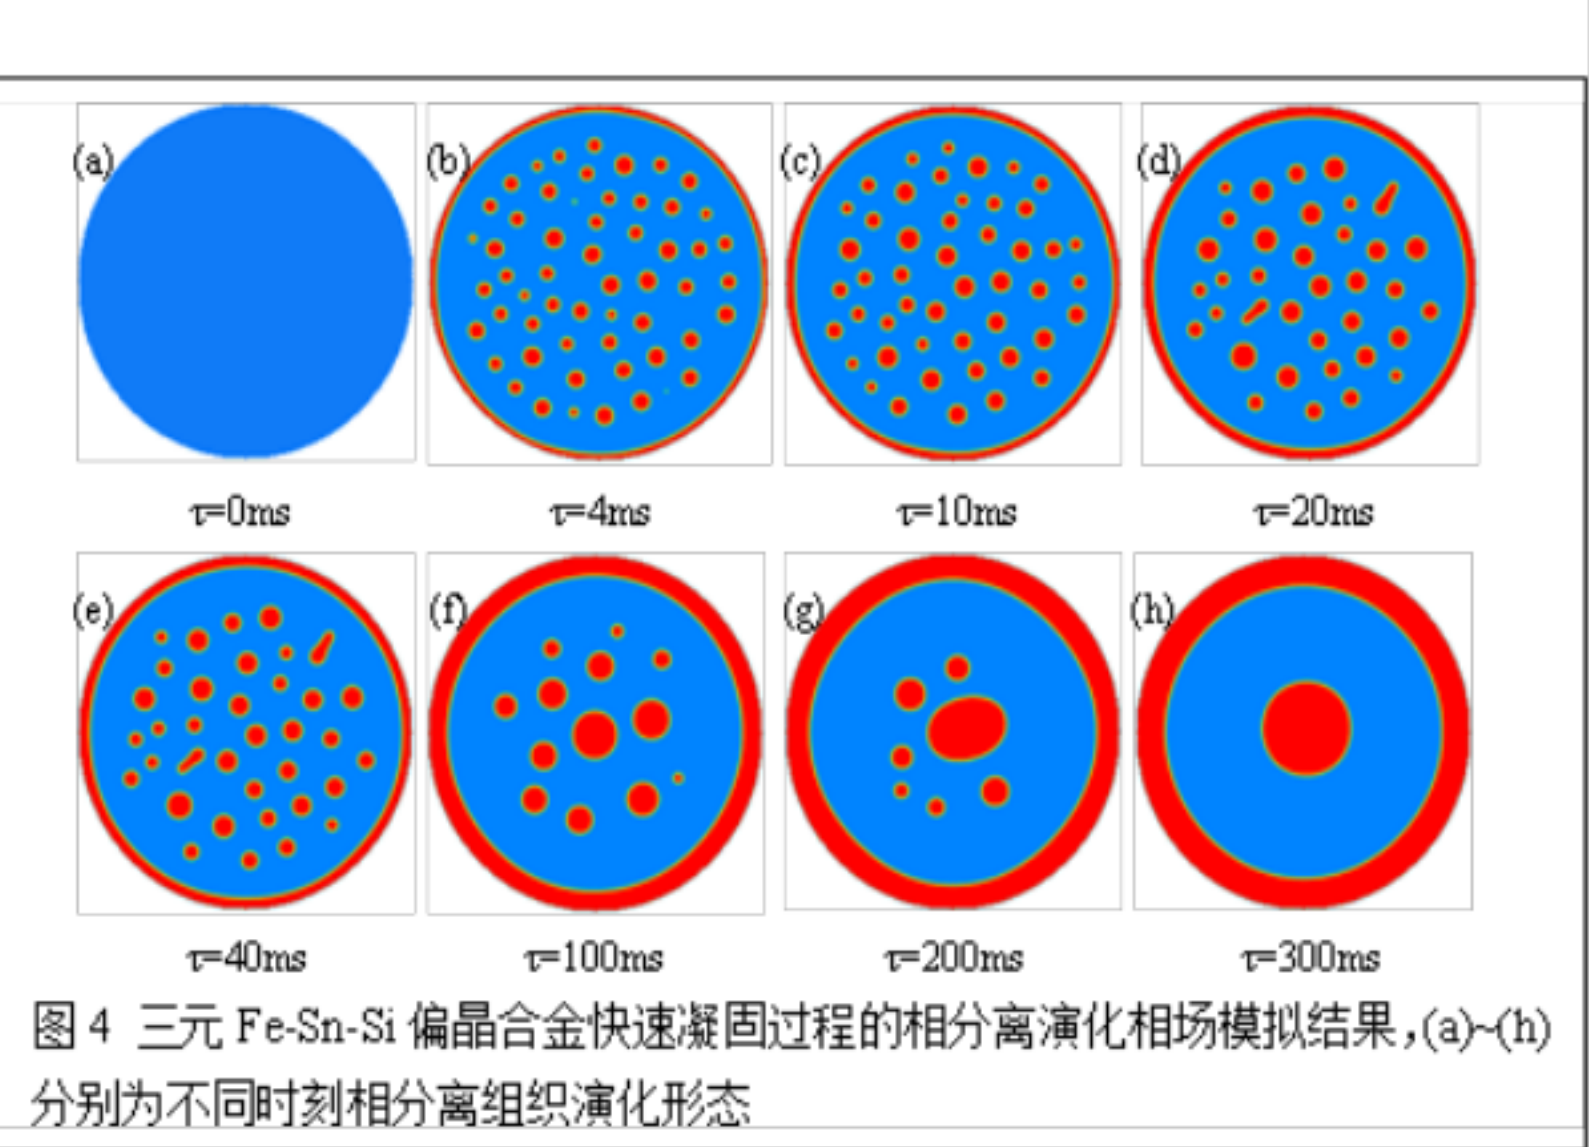 (a) (b) (c) (d)
τ=0ms τ=4ms τ=10ms τ=20ms
(e) (f) (g) (h)
τ=40ms τ=100ms τ=200ms τ=300ms
图 4 三元 Fe-Sn-Si 偏晶合金快速凝固过程的相分离演化相场模拟结果,(a)~(h)
分别为不同时刻相分离组织演化形态